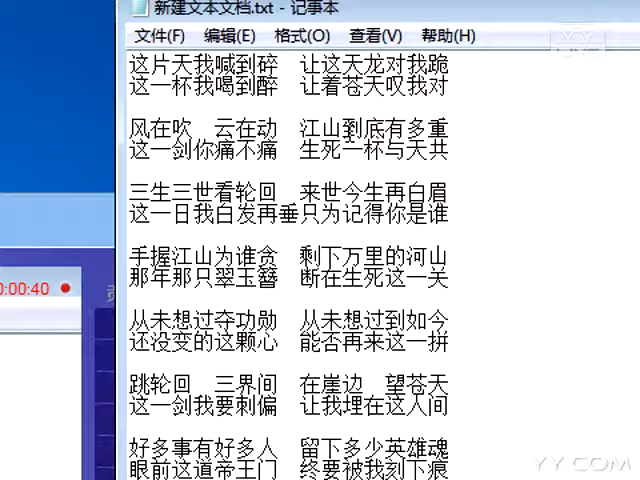 新建文本文档.txt - 记事本
文件(F) 编辑(E) 格式(O) 查看(V) 帮助(H)
这片天我喊到碎 让这天龙对我跪
这一杯我喝到醉 让着苍天叹我对
风在吹 云在动 江山到底有多重
这一剑你痛不痛 生死一杯与天共
三生三世看轮回 来世今生再白眉
这一日我白发再垂只为记得你是谁
手握江山为谁贪 剩下万里的河山
那年那只翠玉簪 断在生死这一关
0:00:40
从未想过夺功勋 从未想过到如今
还没变的这颗心 能否再来这一拼
跳轮回 三界间 在崖边 望苍天
这一剑我要刺偏 让我埋在这人间
好多事有好多人 留下多少英雄魂
眼前这道帝王门 终要被我刻下痕
YY.COM